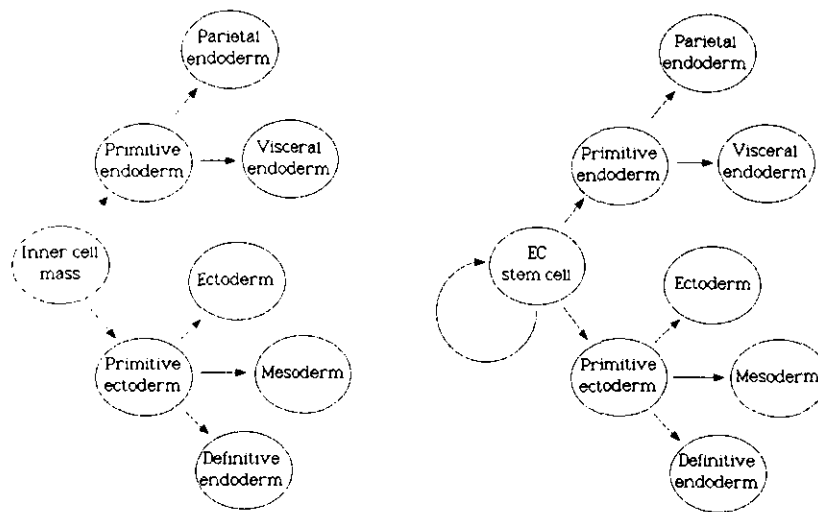 Parietal
endoderm
Primitive
endoderm
Visceral
endoderm
Inner cell
mass
Ectoderm
Primitive
ectoderm
Mesoderm
Definitive
endoderm
Parietal
endoderm
Primitive
endoderm
Visceral
endoderm
EC
stem cell
Ectoderm
Primitive
ectoderm
Mesoderm
Definitive
endoderm